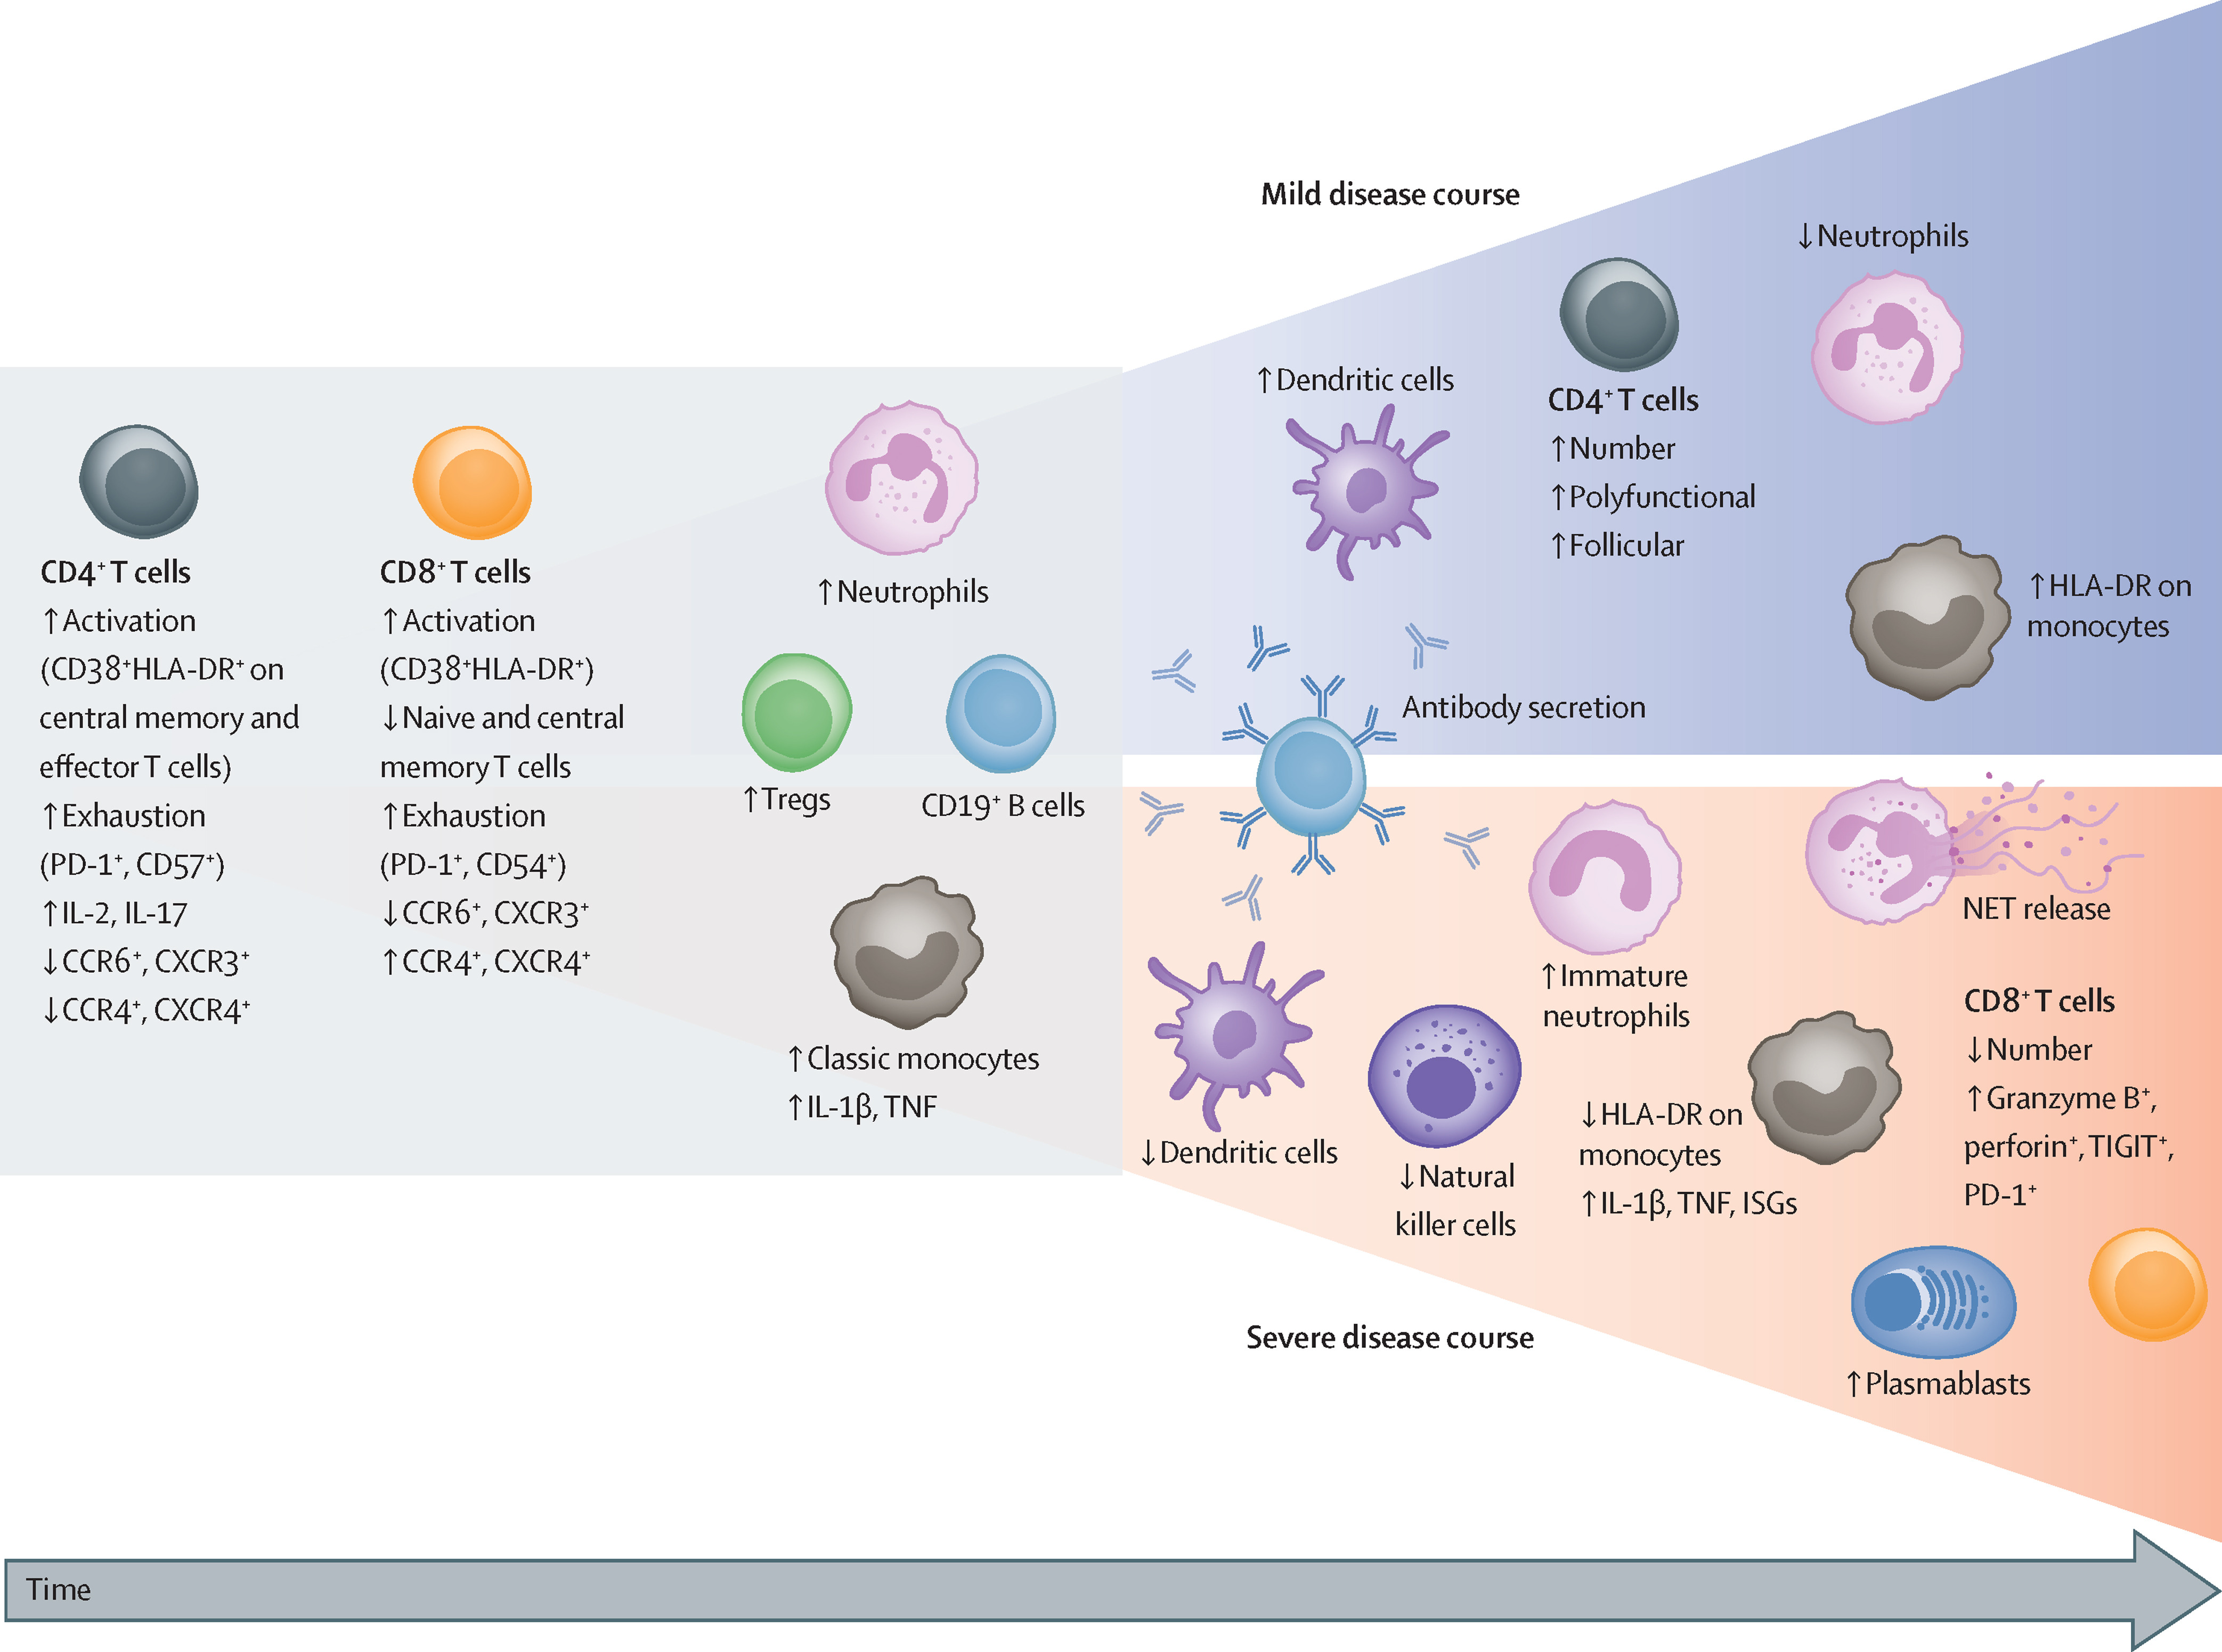 Mild disease course
↓Neutrophils
↑Dendritic cells
CD4⁺ T cells
↑Number
↑Polyfunctional
↑Follicular
↑HLA-DR on
monocytes
Antibody secretion
CD4⁺ T cells
↑Activation
(CD38⁺HLA-DR⁺ on
central memory and
effector T cells)
↑Exhaustion
(PD-1⁺, CD57⁺)
↑IL-2, IL-17
↓CCR6⁺, CXCR3⁺
↓CCR4⁺, CXCR4⁺
CD8⁺ T cells
↑Activation
(CD38⁺HLA-DR⁺)
↓Naive and central
memory T cells
↑Exhaustion
(PD-1⁺, CD54⁺)
↓CCR6⁺, CXCR3⁺
↑CCR4⁺, CXCR4⁺
↑Neutrophils
↑Tregs
CD19⁺ B cells
↑Classic monocytes
↑IL-1β, TNF
NET release
↑Immature
neutrophils
↓Dendritic cells
↓Natural
killer cells
↓HLA-DR on
monocytes
↑IL-1β, TNF, ISGs
CD8⁺ T cells
↓Number
↑Granzyme B⁺,
perforin⁺, TIGIT⁺,
PD-1⁺
↑Plasmablasts
Severe disease course
Time